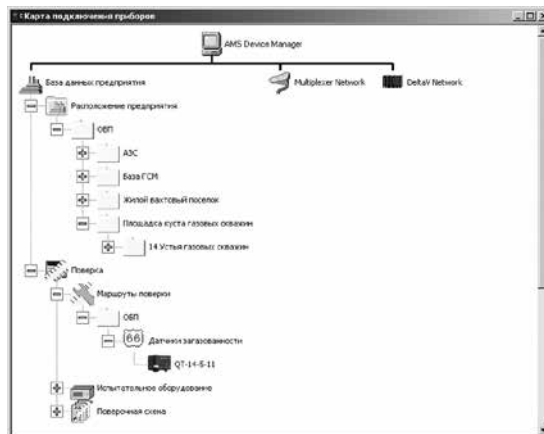 Карта подключения приборов
AMS Device Manager
База данных предприятия
Multiplexer Network
DeltaV Network
Расположение предприятия
ОБП
АЗС
База ГСМ
Жилой вахтовый поселок
Площадка куста газовых скважин
14 Устья газовых скважин
Поверка
Маршруты поверки
ОБП
66
Датчики загазованности
QT-14-5-11
Испытательное оборудование
Поверочная схема